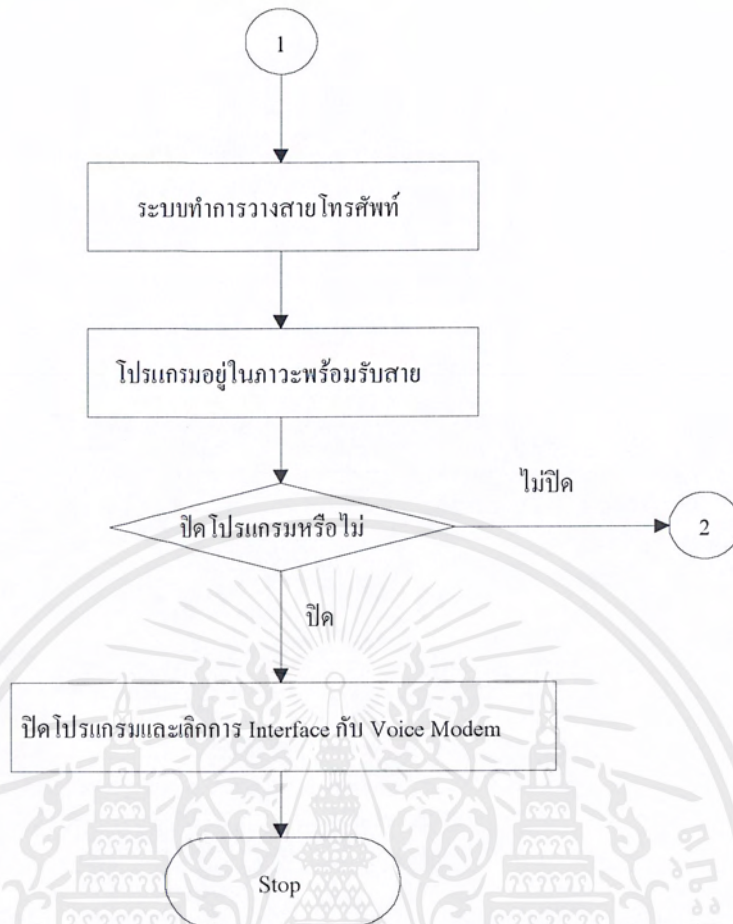 1
ระบบทำการวางสายโทรศัพท์
โปรแกรมอยู่ในภาวะพร้อมรับสาย
ปิดโปรแกรมหรือไม่
ไม่ปิด
2
ปิด
ปิดโปรแกรมและเลิกการ Interface กับ Voice Modem
Stop